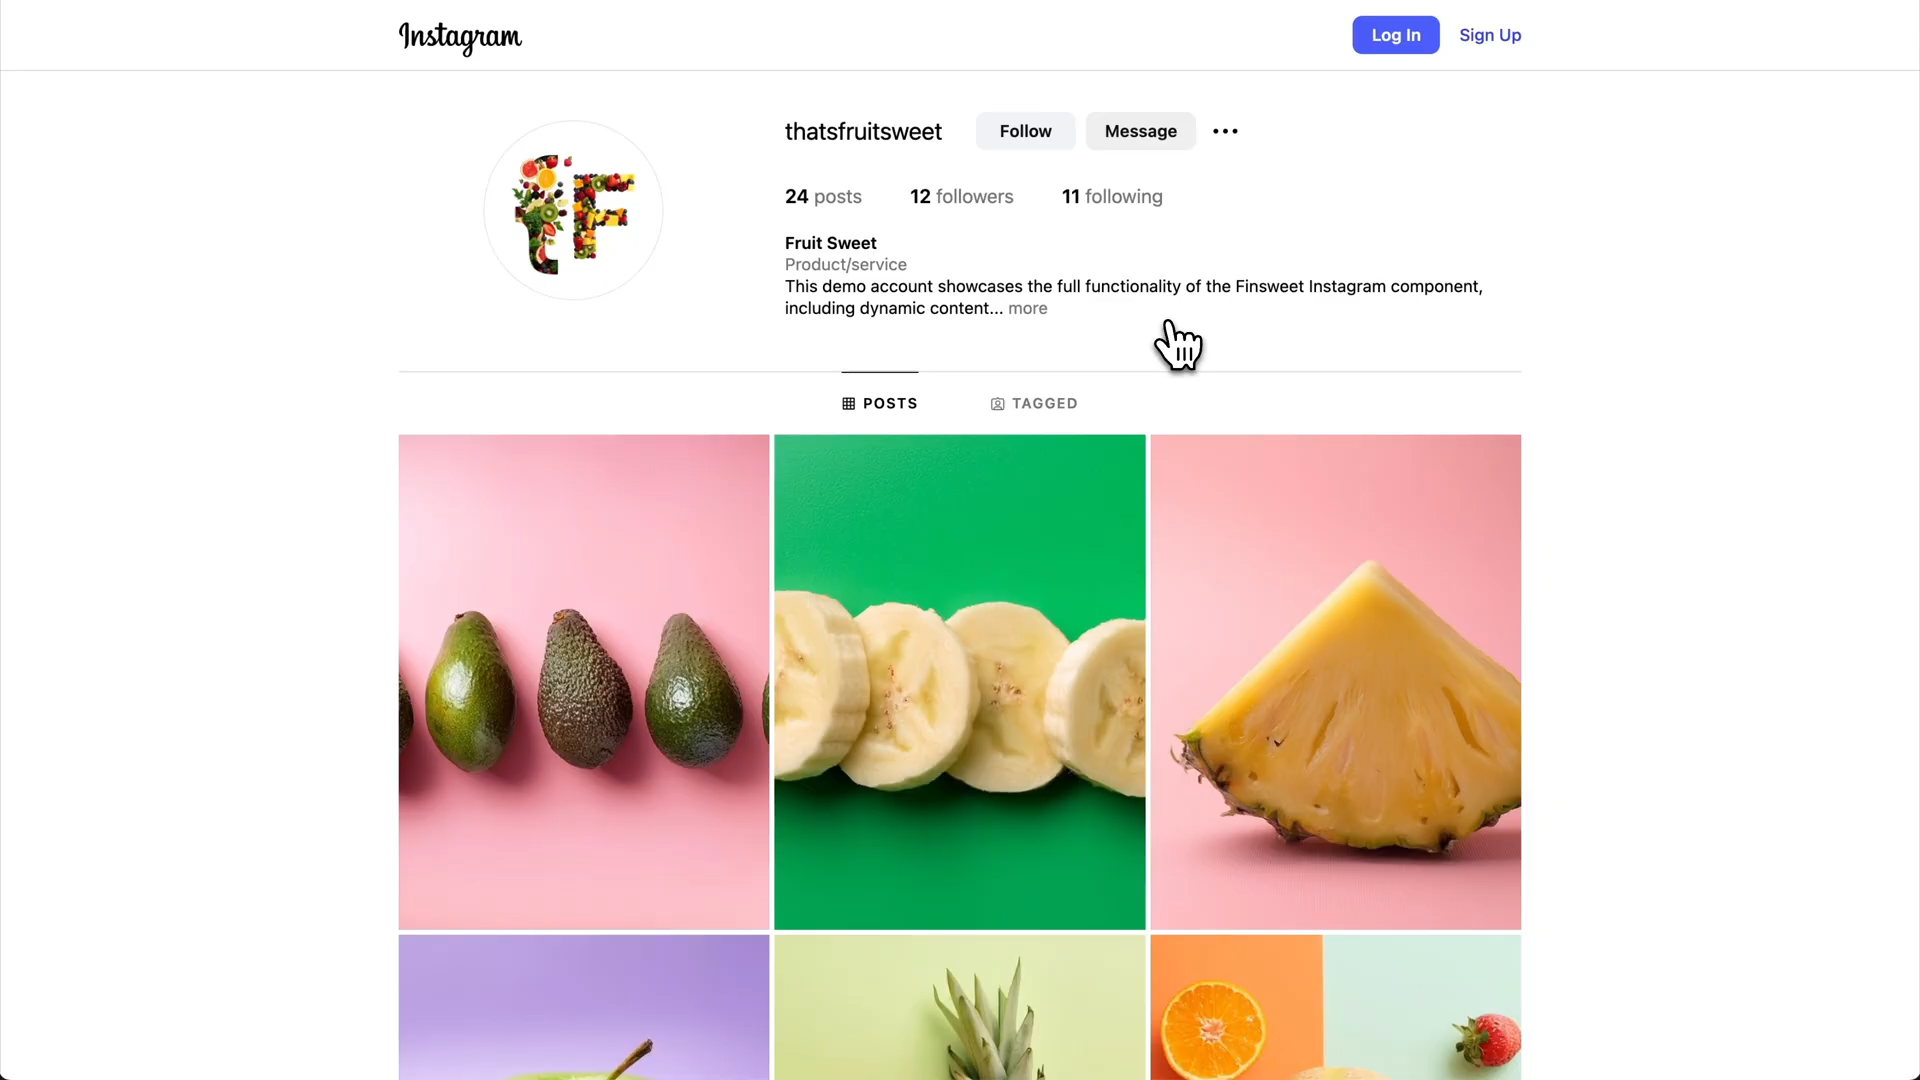 Instagram
Log In
Sign Up
thatsfruitsweet
Follow
Message
24 posts
12 followers
11 following
tF
Fruit Sweet
Product/service
This demo account showcases the full functionality of the Finsweet Instagram component,
including dynamic content... more
POSTS
TAGGED